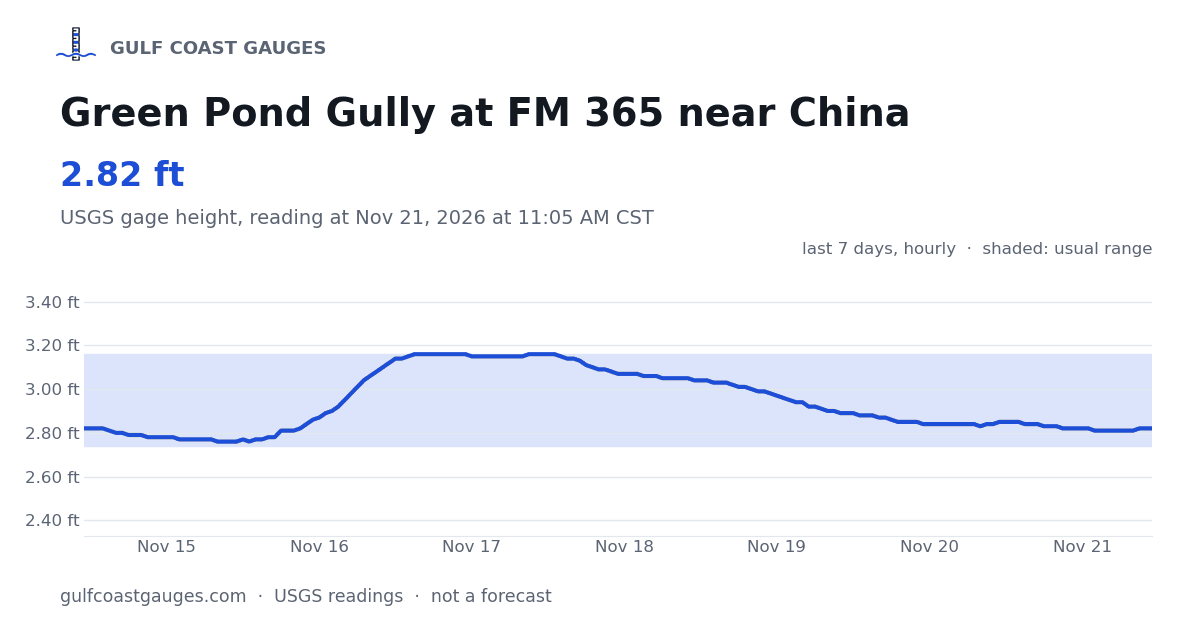 GULF COAST GAUGES
Green Pond Gully at FM 365 near China
2.82 ft
USGS gage height, reading at Nov 21, 2026 at 11:05 AM CST
last 7 days, hourly · shaded: usual range
3.40 ft
3.20 ft
3.00 ft
2.80 ft
2.60 ft
2.40 ft
Nov 15 Nov 16 Nov 17 Nov 18 Nov 19 Nov 20 Nov 21
gulfcoastgauges.com · USGS readings · not a forecast